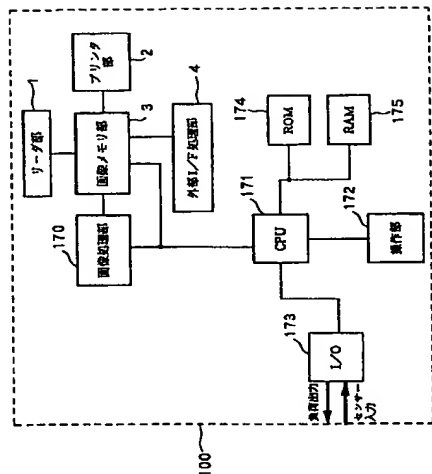 1
リーダ部
プリンタ部
2
画像メモリ部
3
170
画像処理部
外部I/F処理部
4
171
CPU
174
ROM
RAM
175
172
操作部
173
I/O
負荷出力
センサー
入力
100